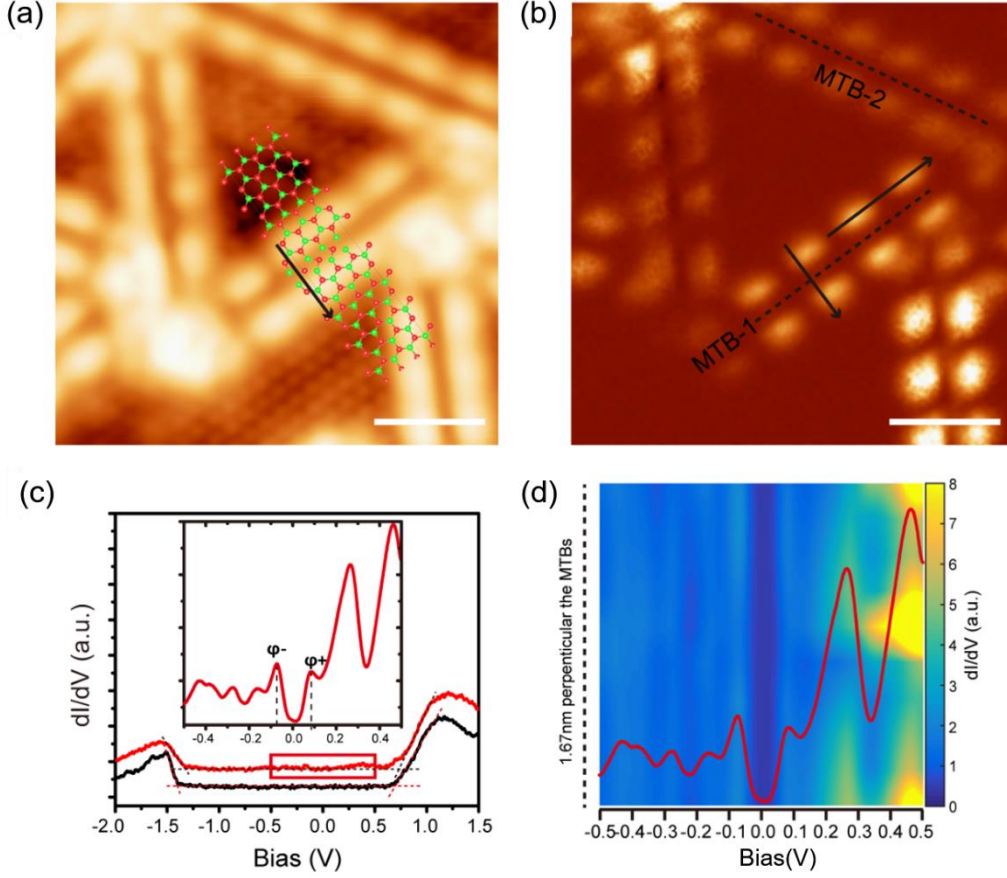 (a)
(b)
MTB-2
MTB-1
(c)
dI/dV (a.u.)
φ-
φ+
-0.4 -0.2 0.0 0.2 0.4
-2.0 -1.5 -1.0 -0.5 0.0 0.5 1.0 1.5
Bias (V)
(d)
1.67nm perpenticular the MTBs
8
7
6
5
4
3
2
1
0
dI/dV (a.u.)
-0.5 -0.4 -0.3 -0.2 -0.1 0.0 0.1 0.2 0.3 0.4 0.5
Bias(V)